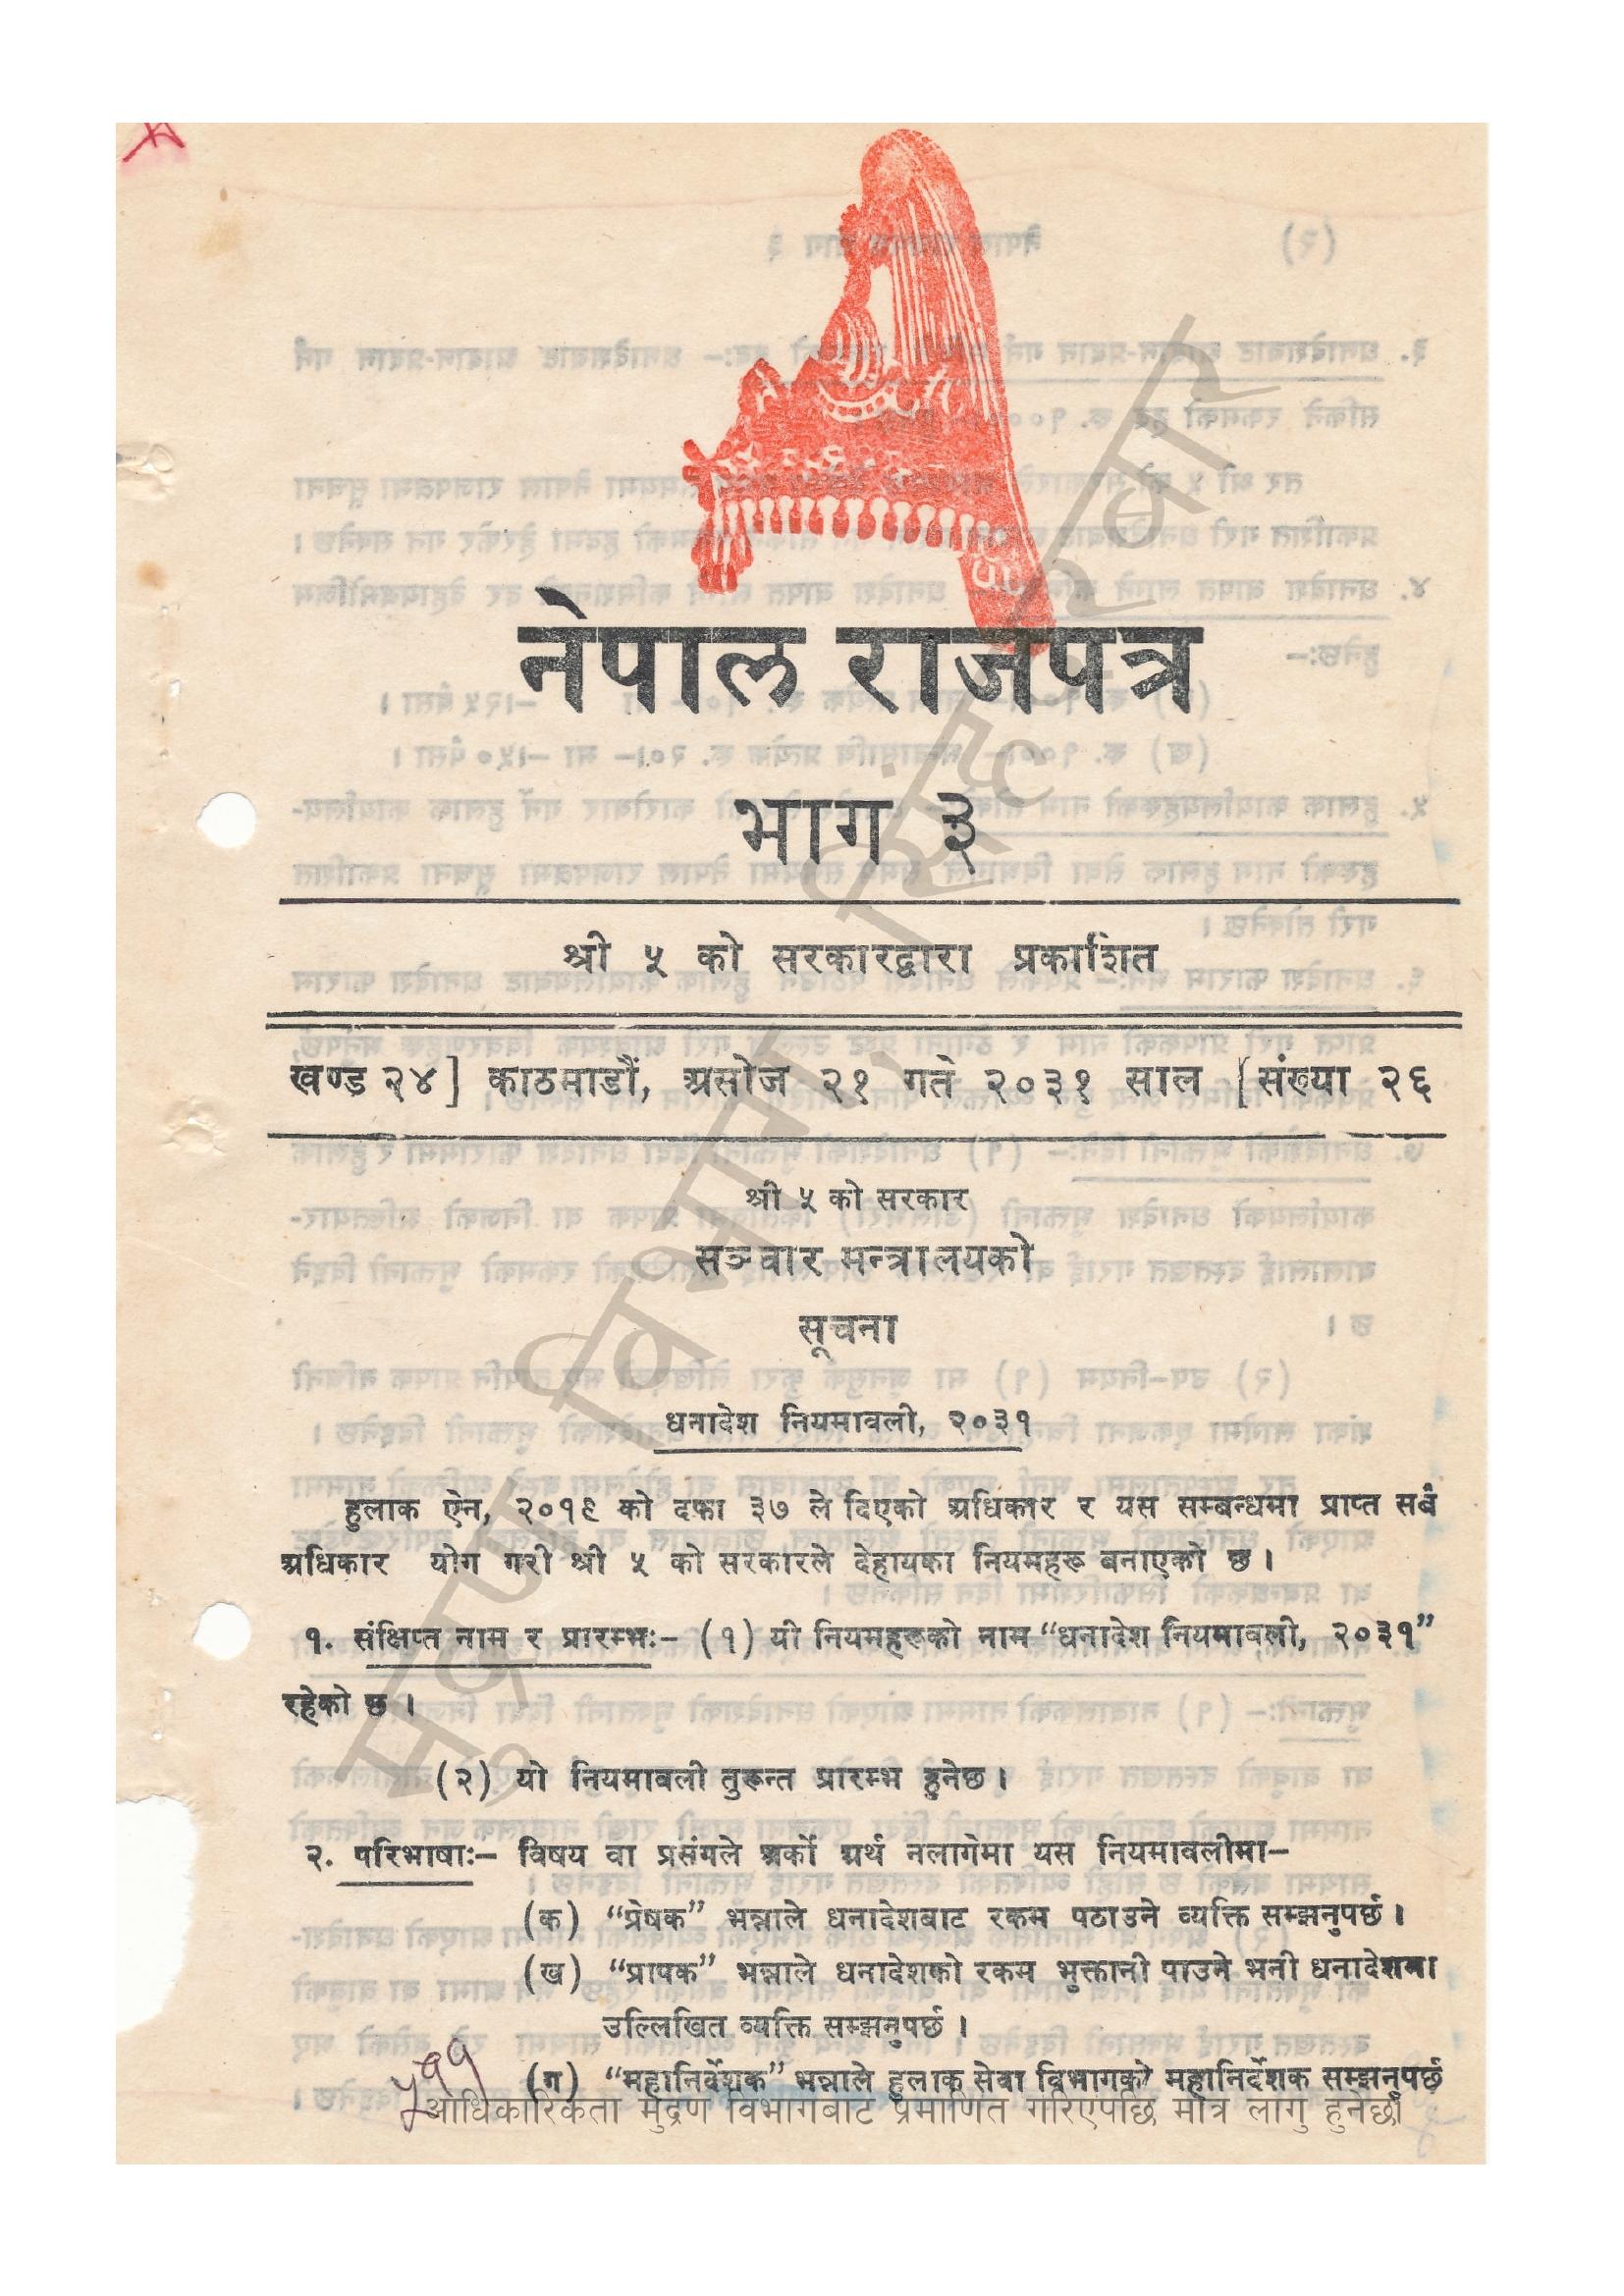 नेपाल राजपत्र
भाग ३
श्री ५ को सरकारद्वारा प्रकाशित
खण्ड २४] काठमाडौं, असोज २१ गते २०३१ साल [संख्या २६
श्री ५ को सरकार
सञ्चार मन्त्रालयको
सूचना
धनादेश नियमावली, २०३१
हुलाक ऐन, २०१९ को दफा ३७ ले दिएको अधिकार र यस सम्बन्धमा प्राप्त सबै
अधिकार योग गरी श्री ५ को सरकारले देहायका नियमहरू बनाएको छ ।
१. संक्षिप्त नाम र प्रारम्भः– (१) यी नियमहरूको नाम “धनादेश नियमावली, २०३१”
रहेको छ ।
(२) यो नियमावली तुरून्त प्रारम्भ हुनेछ ।
२. परिभाषाः– विषय वा प्रसंगले अर्को अर्थ नलागेमा यस नियमावलीमा–
(क) “प्रेषक” भन्नाले धनादेशबाट रकम पठाउने व्यक्ति सम्झनुपर्छ ।
(ख) “प्रापक” भन्नाले धनादेशको रकम भुक्तानी पाउने भनी धनादेशमा
उल्लिखित व्यक्ति सम्झनुपर्छ ।
(ग) “महानिर्देशक” भन्नाले हुलाक सेवा विभागको महानिर्देशक सम्झनुपर्छ
५११
आधिकारिकता मुद्रण विभागबाट प्रमाणित गरिएपछि मात्र लागु हुनेछ।
मुद्रण विभाग, सिंहदरबार